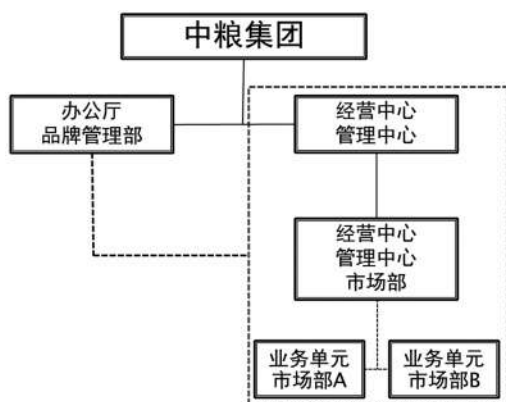 中粮集团
办公厅
品牌管理部
经营中心
管理中心
经营中心
管理中心
市场部
业务单元
市场部A
业务单元
市场部B